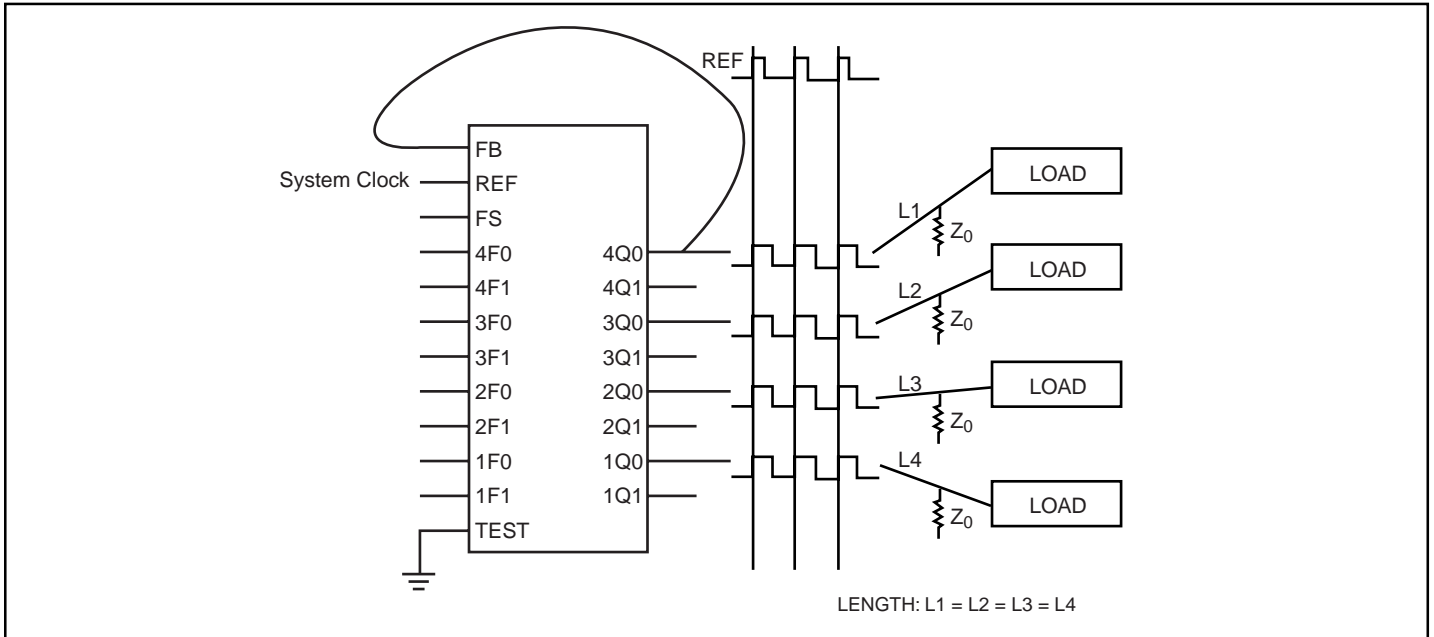 REF
FB
System Clock
REF
FS
4F0
4Q0
4F1
4Q1
3F0
3Q0
3F1
3Q1
2F0
2Q0
2F1
2Q1
1F0
1Q0
1F1
1Q1
TEST
L1
Z0
LOAD
L2
Z0
LOAD
L3
Z0
LOAD
L4
Z0
LOAD
LENGTH: L1 = L2 = L3 = L4